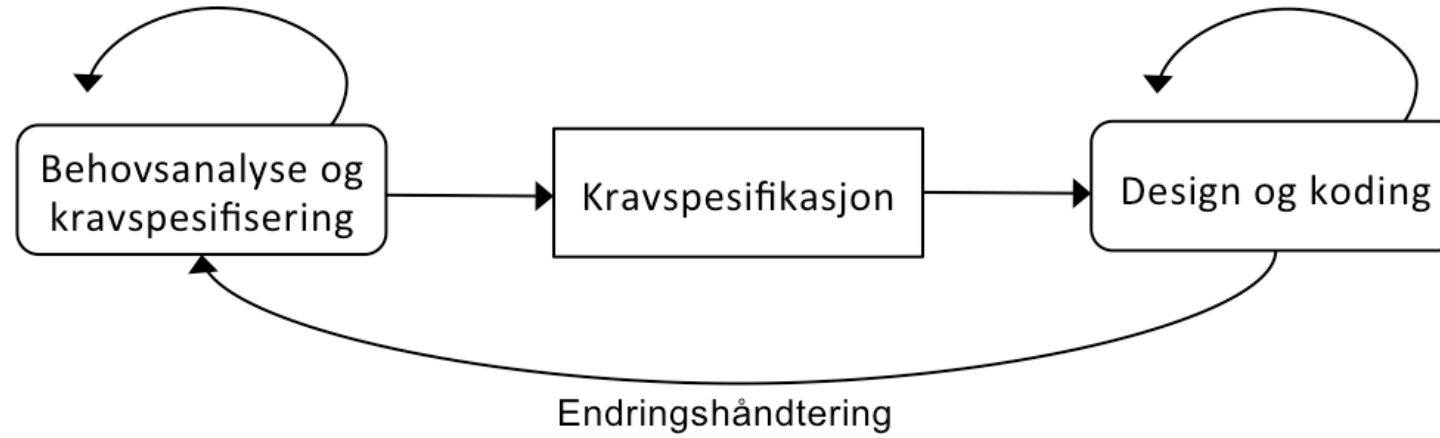 Behovsanalyse og
kravspesifisering
Kravspesifikasjon
Design og koding
Endringshåndtering